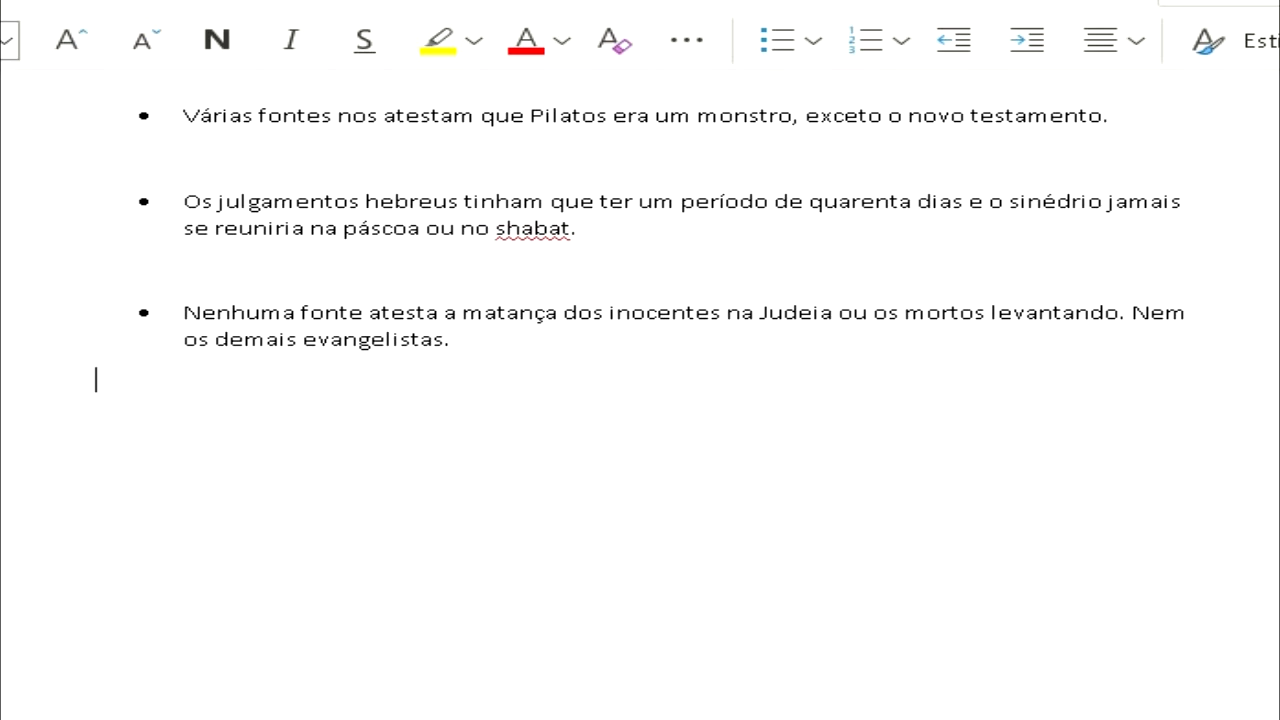 N I S A Esti
• Várias fontes nos atestam que Pilatos era um monstro, exceto o novo testamento.
• Os julgamentos hebreus tinham que ter um período de quarenta dias e o sinédrio jamais
se reuniria na páscoa ou no shabat.
• Nenhuma fonte atesta a matança dos inocentes na Judeia ou os mortos levantando. Nem
os demais evangelistas.